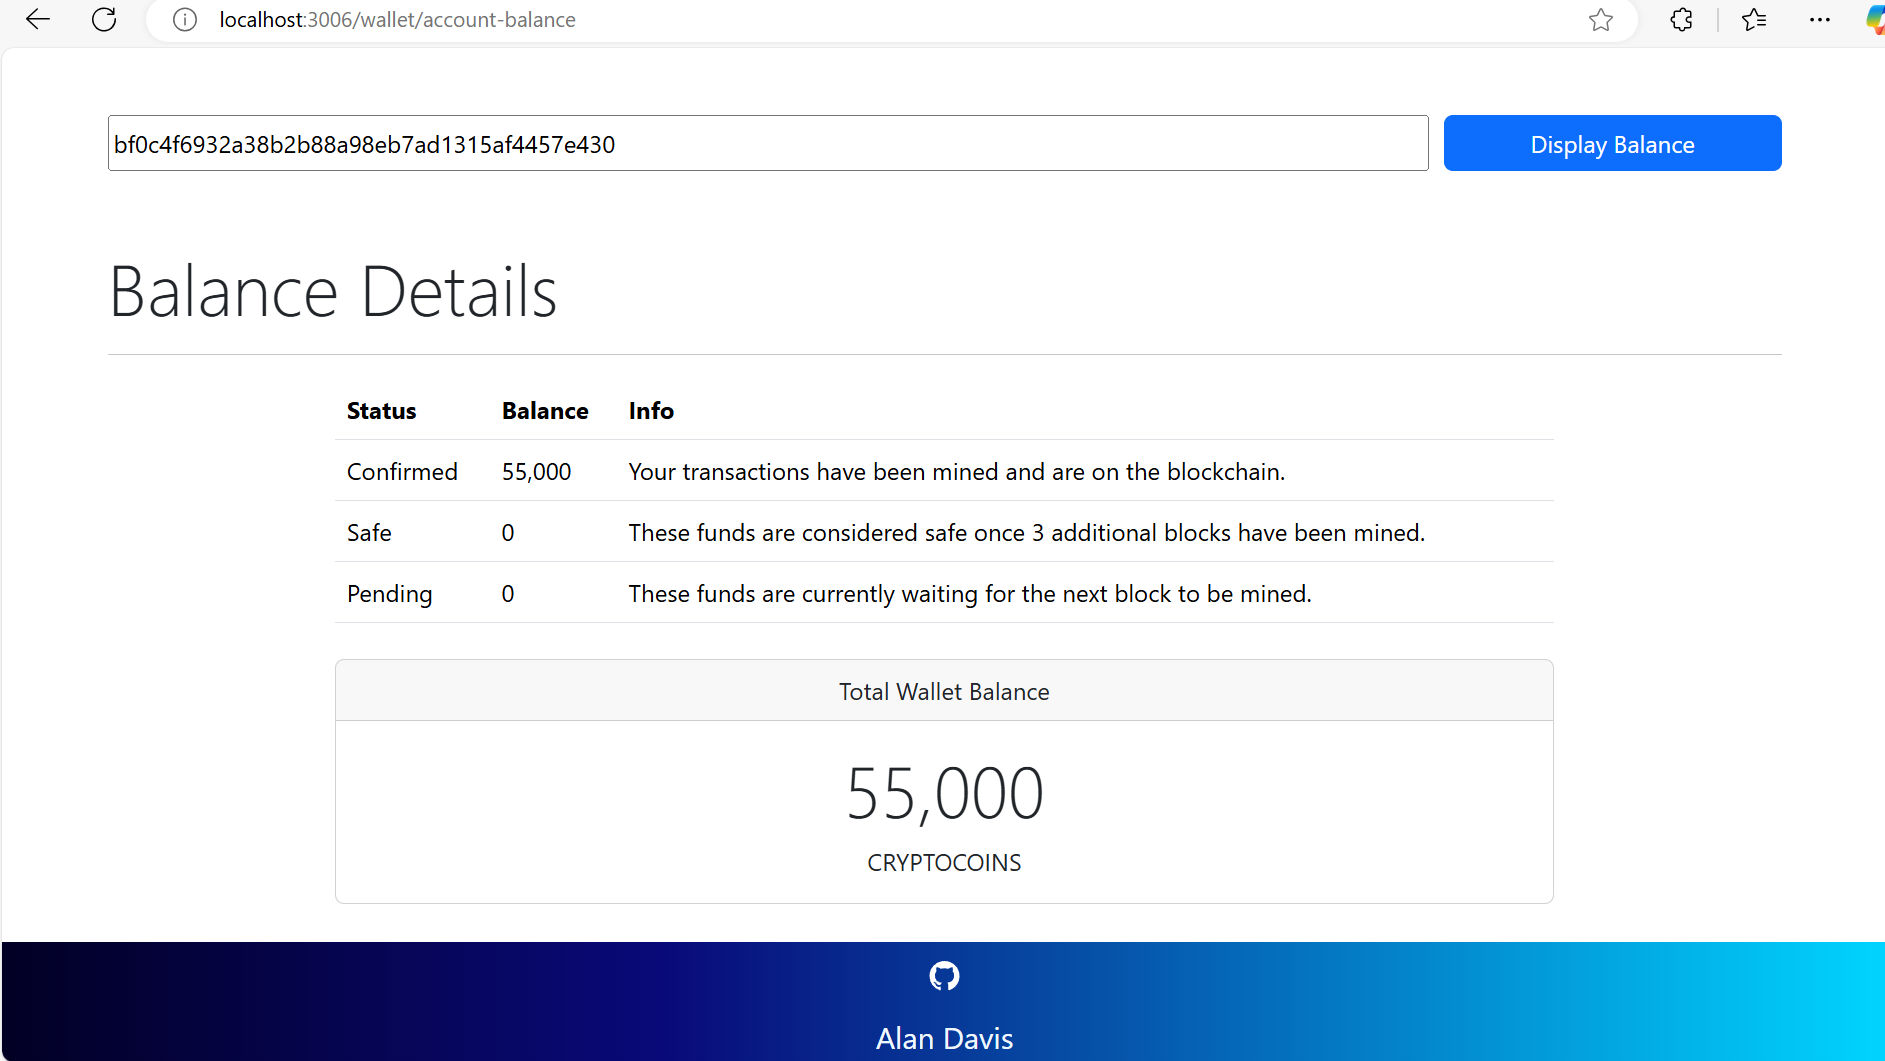 localhost:3006/wallet/account-balance
bf0c4f6932a38b2b88a98eb7ad1315af4457e430
Display Balance
Balance Details
Status Balance Info
Confirmed 55,000 Your transactions have been mined and are on the blockchain.
Safe 0 These funds are considered safe once 3 additional blocks have been mined.
Pending 0 These funds are currently waiting for the next block to be mined.
Total Wallet Balance
55,000
CRYPTOCOINS
Alan Davis